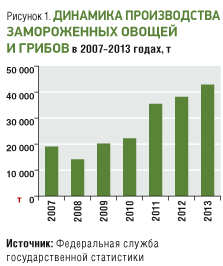 Рисунок 1. ДИНАМИКА ПРОИЗВОДСТВА
ЗАМОРОЖЕННЫХ ОВОЩЕЙ
И ГРИБОВ в 2007–2013 годах, т
50 000
40 000
30 000
20 000
10 000
т 0
2007 2008 2009 2010 2011 2012 2013
Источник: Федеральная служба
государственной статистики